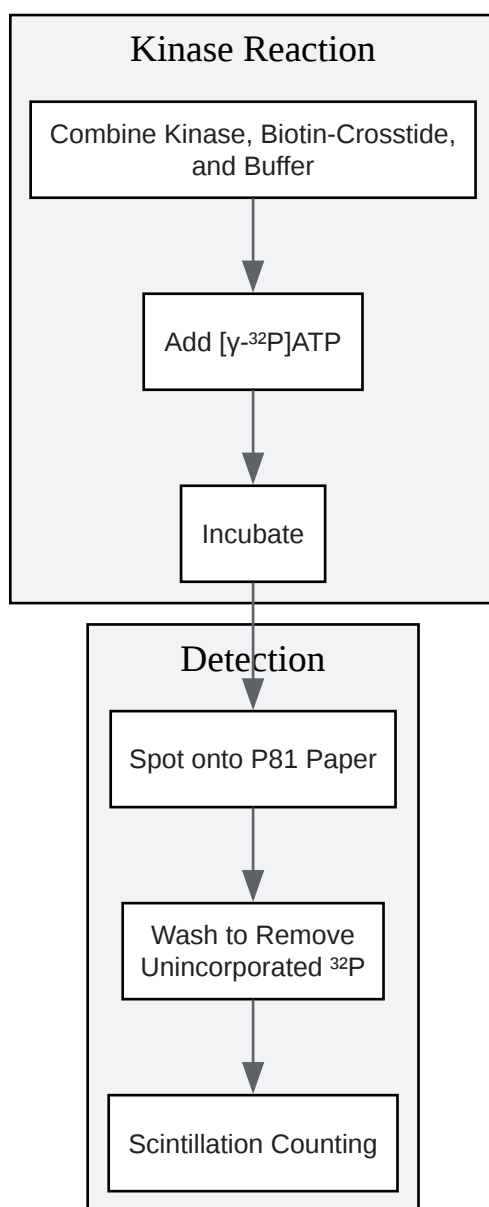 Kinase Reaction
Combine Kinase, Biotin-Crosstide,
and Buffer
Add [γ-³²P]ATP
Incubate
Detection
Spot onto P81 Paper
Wash to Remove
Unincorporated ³²P
Scintillation Counting